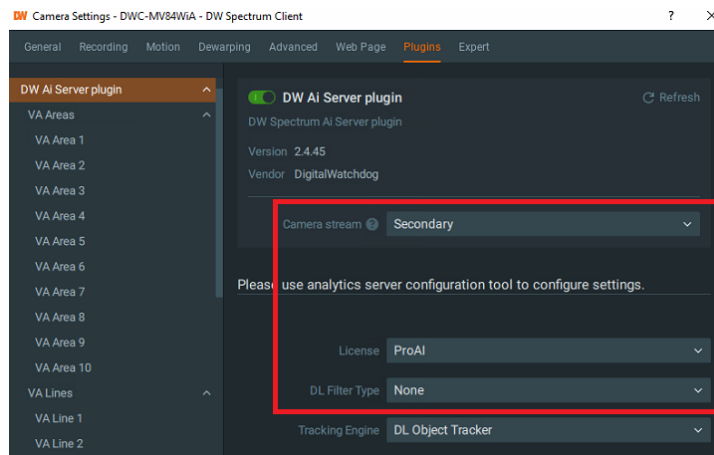 DW Camera Settings - DWC-MV84WiA - DW Spectrum Client ? X
General Recording Motion Dewarping Advanced Web Page Plugins Expert
DW Ai Server plugin
VA Areas
VA Area 1
VA Area 2
VA Area 3
VA Area 4
VA Area 5
VA Area 6
VA Area 7
VA Area 8
VA Area 9
VA Area 10
VA Lines
VA Line 1
VA Line 2
DW Ai Server plugin Refresh
DW Spectrum Ai Server plugin
Version 2.4.45
Vendor DigitalWatchdog
Camera stream ? Secondary
Please use analytics server configuration tool to configure settings.
License ProAI
DL Filter Type None
Tracking Engine DL Object Tracker